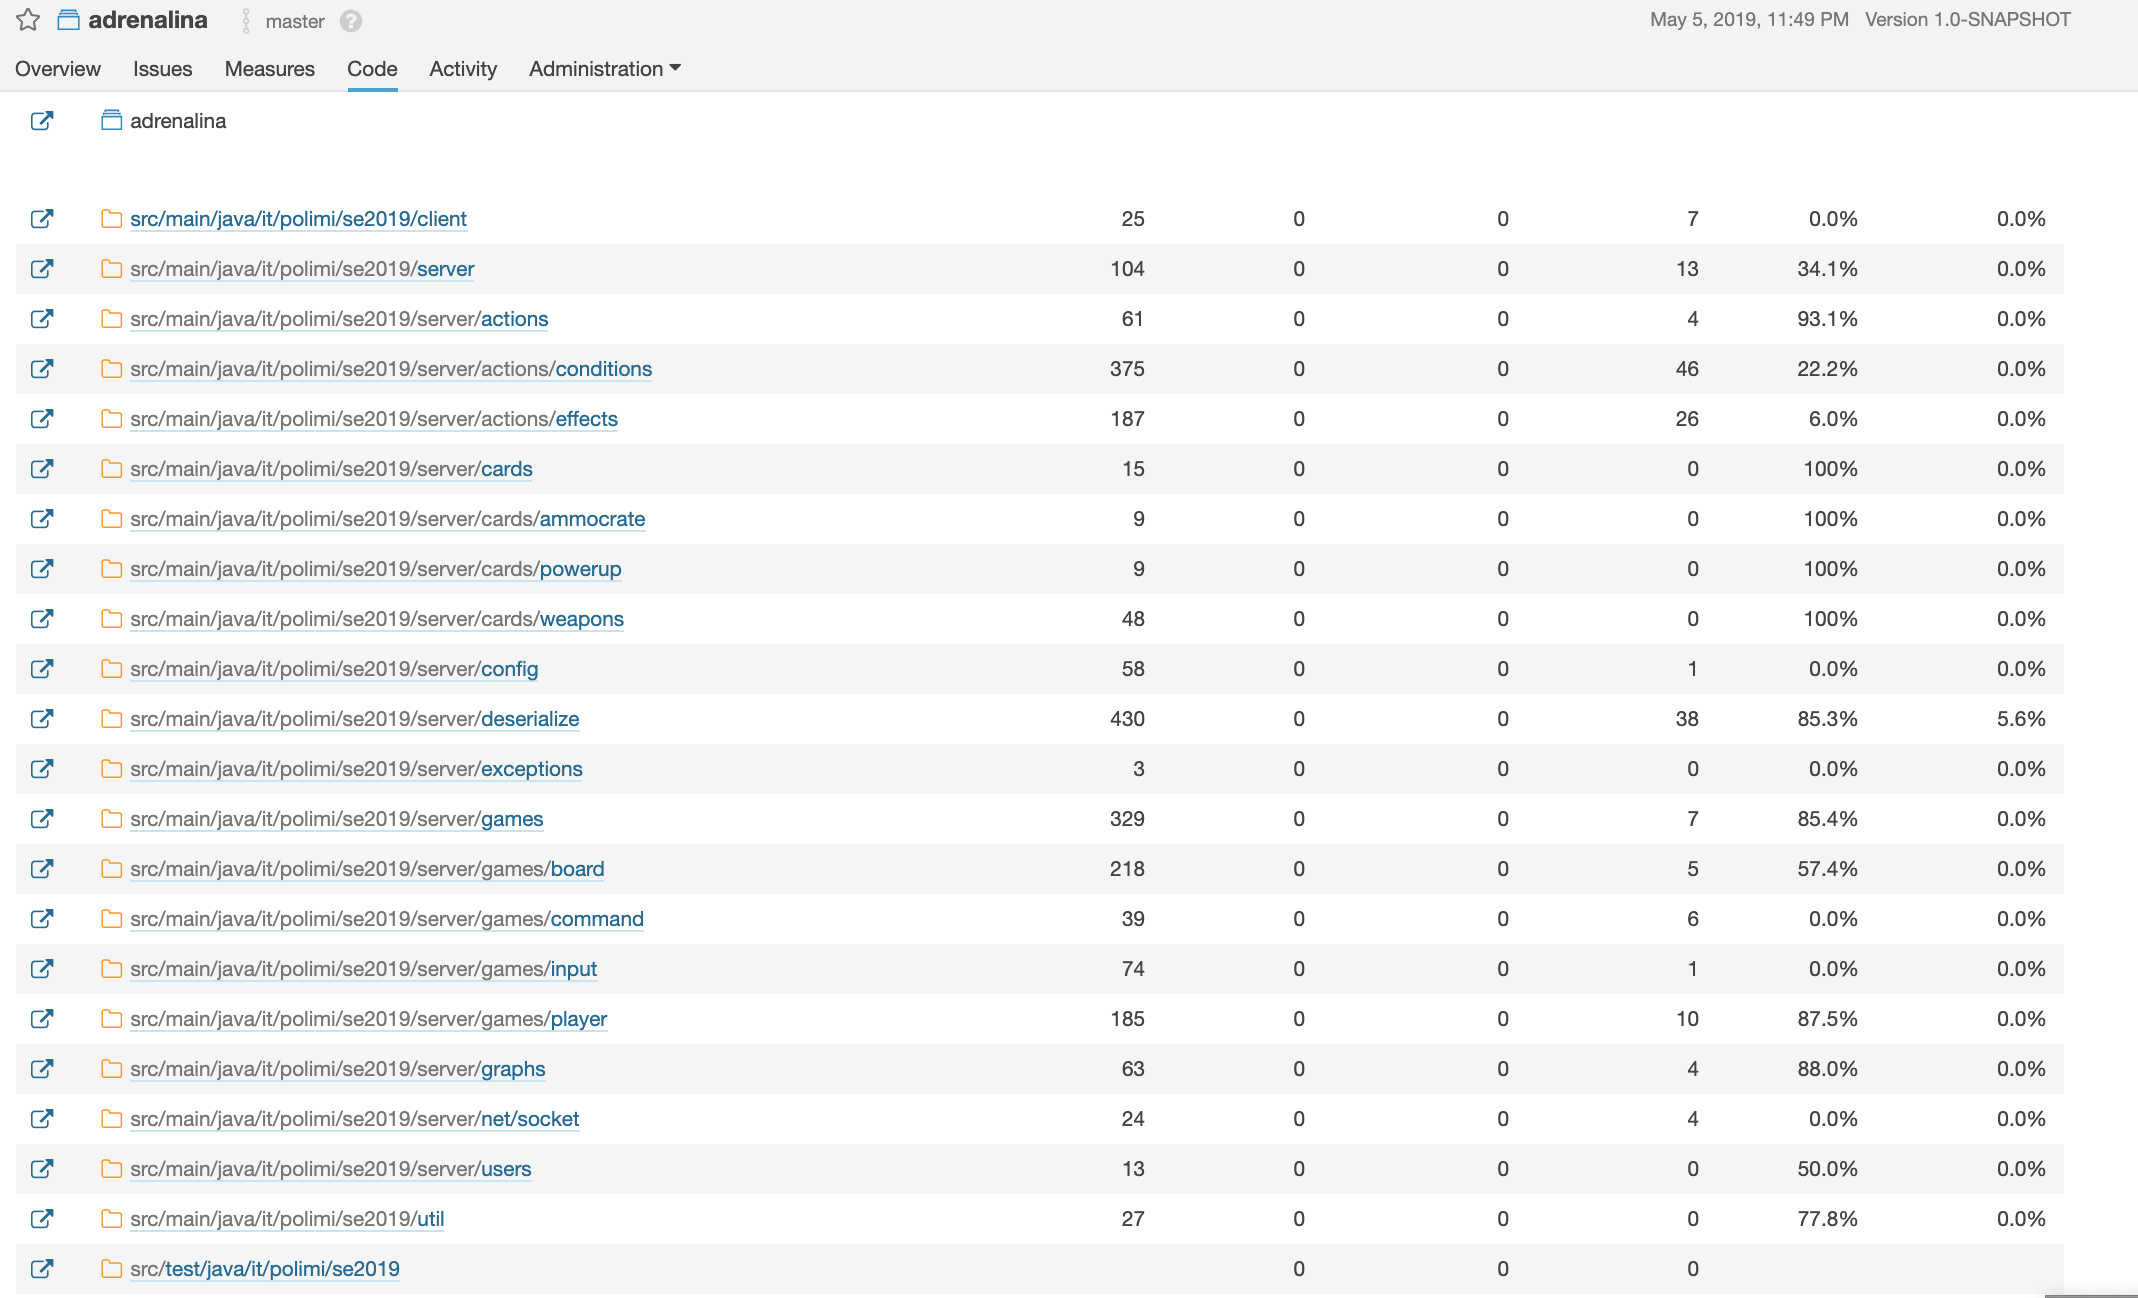 adrenalina master ? May 5, 2019, 11:49 PM Version 1.0-SNAPSHOT
Overview Issues Measures Code Activity Administration
adrenalina
src/main/java/it/polimi/se2019/client 25 0 0 7 0.0% 0.0%
src/main/java/it/polimi/se2019/server 104 0 0 13 34.1% 0.0%
src/main/java/it/polimi/se2019/server/actions 61 0 0 4 93.1% 0.0%
src/main/java/it/polimi/se2019/server/actions/conditions 375 0 0 46 22.2% 0.0%
src/main/java/it/polimi/se2019/server/actions/effects 187 0 0 26 6.0% 0.0%
src/main/java/it/polimi/se2019/server/cards 15 0 0 0 100% 0.0%
src/main/java/it/polimi/se2019/server/cards/ammocrate 9 0 0 0 100% 0.0%
src/main/java/it/polimi/se2019/server/cards/powerup 9 0 0 0 100% 0.0%
src/main/java/it/polimi/se2019/server/cards/weapons 48 0 0 0 100% 0.0%
src/main/java/it/polimi/se2019/server/config 58 0 0 1 0.0% 0.0%
src/main/java/it/polimi/se2019/server/deserialize 430 0 0 38 85.3% 5.6%
src/main/java/it/polimi/se2019/server/exceptions 3 0 0 0 0.0% 0.0%
src/main/java/it/polimi/se2019/server/games 329 0 0 7 85.4% 0.0%
src/main/java/it/polimi/se2019/server/games/board 218 0 0 5 57.4% 0.0%
src/main/java/it/polimi/se2019/server/games/command 39 0 0 6 0.0% 0.0%
src/main/java/it/polimi/se2019/server/games/input 74 0 0 1 0.0% 0.0%
src/main/java/it/polimi/se2019/server/games/player 185 0 0 10 87.5% 0.0%
src/main/java/it/polimi/se2019/server/graphs 63 0 0 4 88.0% 0.0%
src/main/java/it/polimi/se2019/server/net/socket 24 0 0 4 0.0% 0.0%
src/main/java/it/polimi/se2019/server/users 13 0 0 0 50.0% 0.0%
src/main/java/it/polimi/se2019/util 27 0 0 0 77.8% 0.0%
src/test/java/it/polimi/se2019 0 0 0